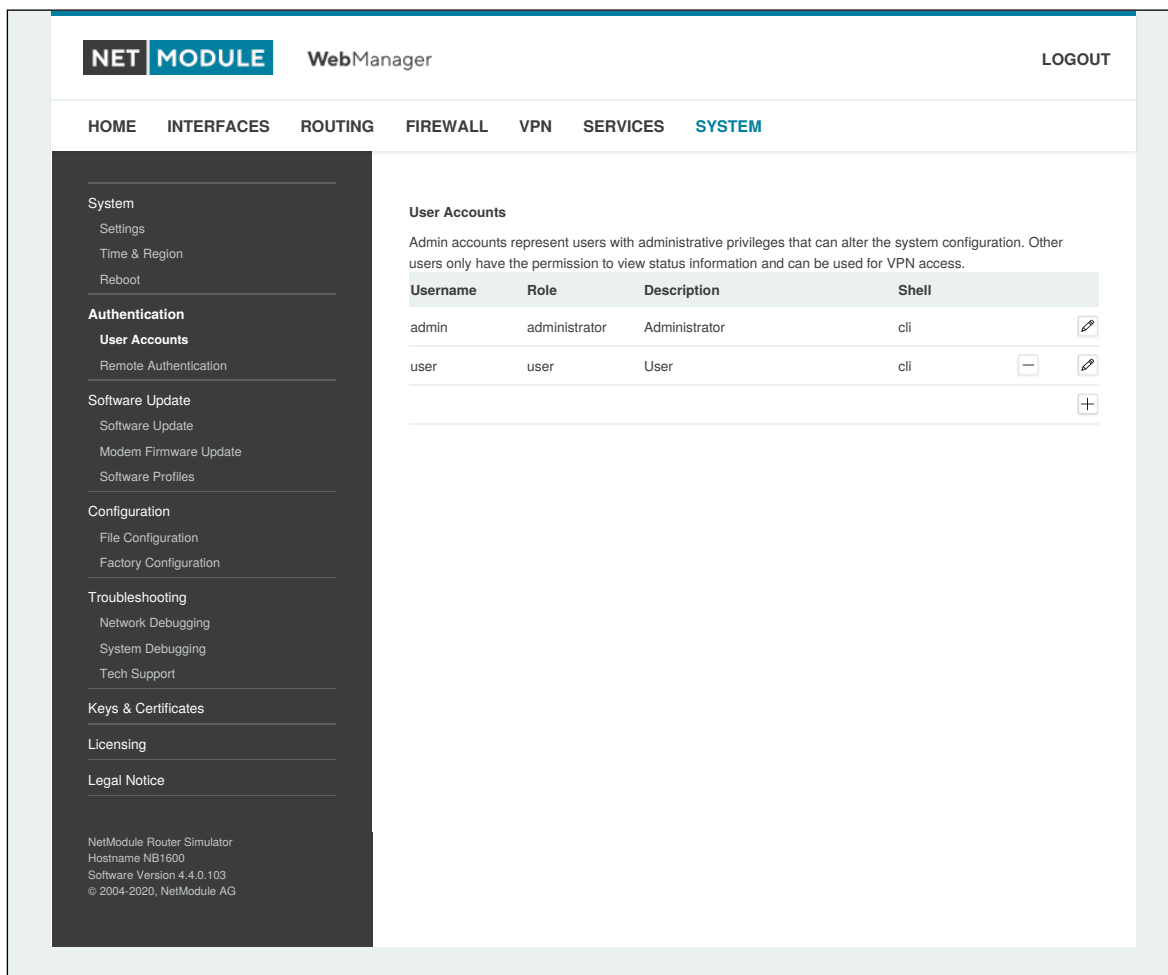 NET MODULE WebManager LOGOUT
HOME INTERFACES ROUTING FIREWALL VPN SERVICES SYSTEM
System
Settings
Time & Region
Reboot
Authentication
User Accounts
Remote Authentication
Software Update
Software Update
Modem Firmware Update
Software Profiles
Configuration
File Configuration
Factory Configuration
Troubleshooting
Network Debugging
System Debugging
Tech Support
Keys & Certificates
Licensing
Legal Notice
NetModule Router Simulator
Hostname NB1600
Software Version 4.4.0.103
© 2004-2020, NetModule AG
User Accounts
Admin accounts represent users with administrative privileges that can alter the system configuration. Other
users only have the permission to view status information and can be used for VPN access.
Username Role Description Shell
admin administrator Administrator cli
user user User cli